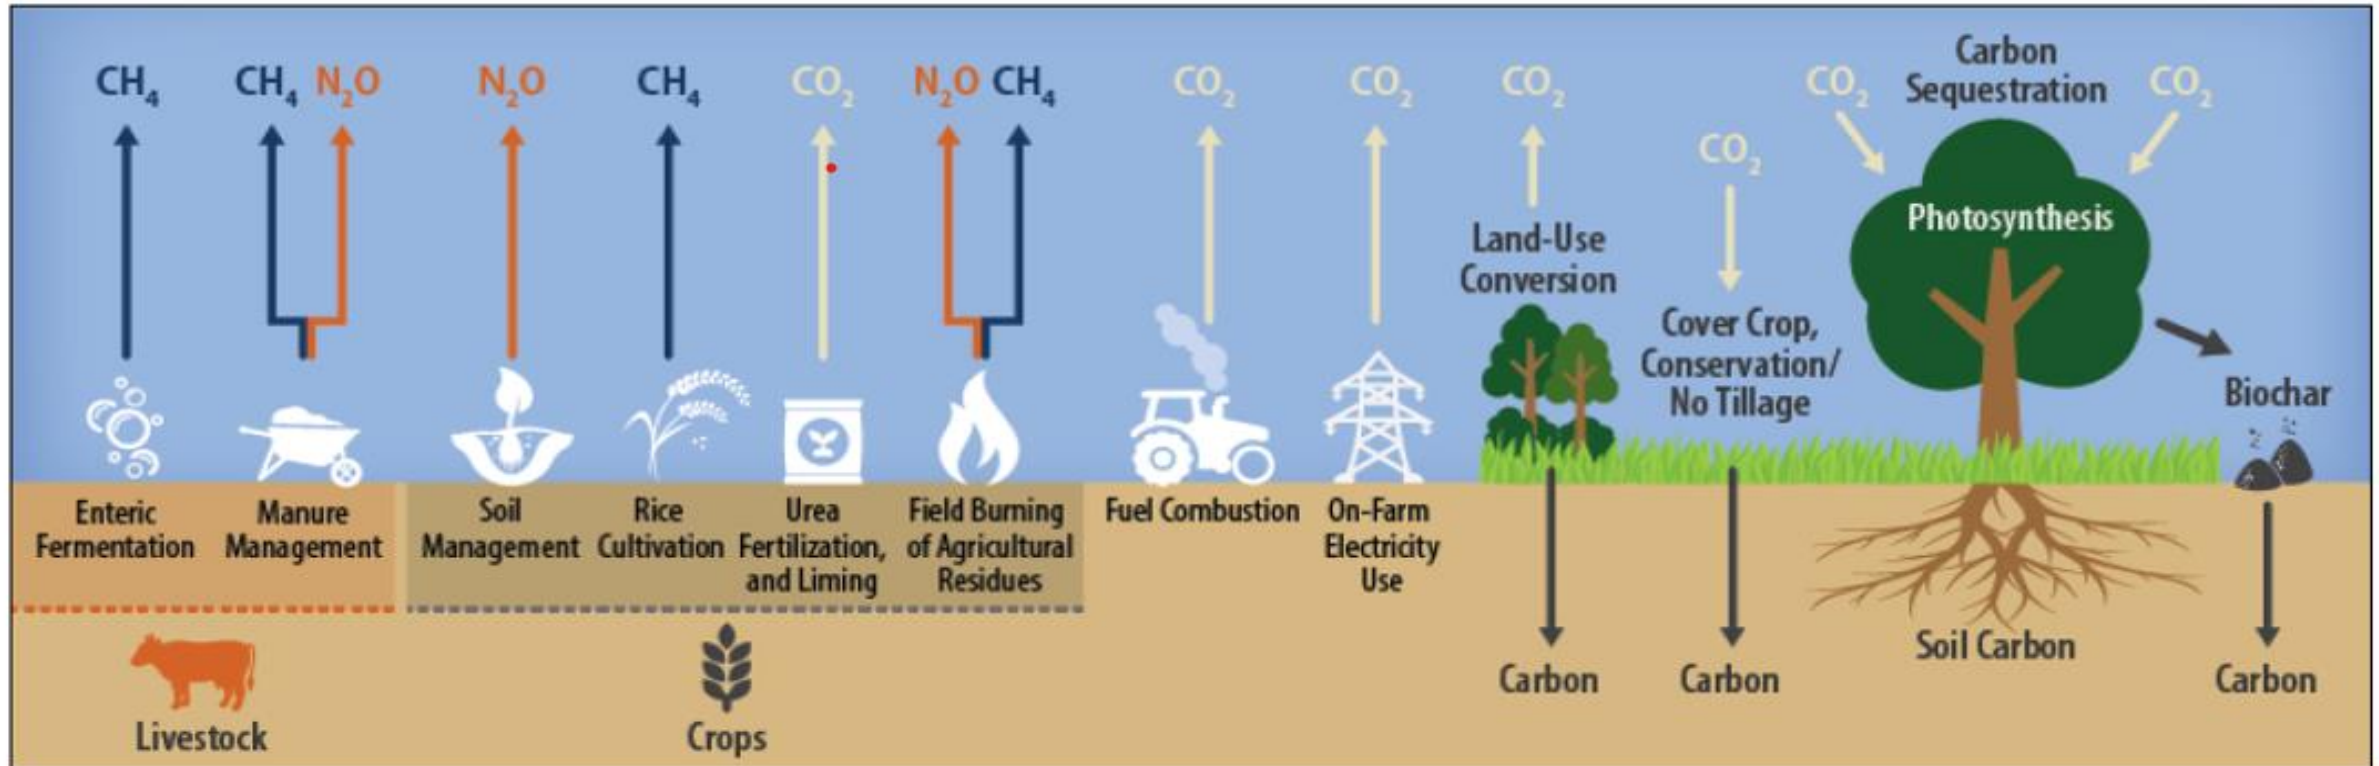 CH₄
CH₄ N₂O
N₂O
CH₄
CO₂
N₂O CH₄
CO₂
CO₂
CO₂
CO₂
CO₂
Carbon
Sequestration
CO₂
Photosynthesis
Land-Use
Conversion
Cover Crop,
Conservation/
No Tillage
Biochar
Enteric
Fermentation
Manure
Management
Soil
Management
Rice
Cultivation
Urea
Fertilization,
and Liming
Field Burning
of Agricultural
Residues
Fuel Combustion
On-Farm
Electricity
Use
Carbon
Carbon
Soil Carbon
Carbon
Livestock
Crops